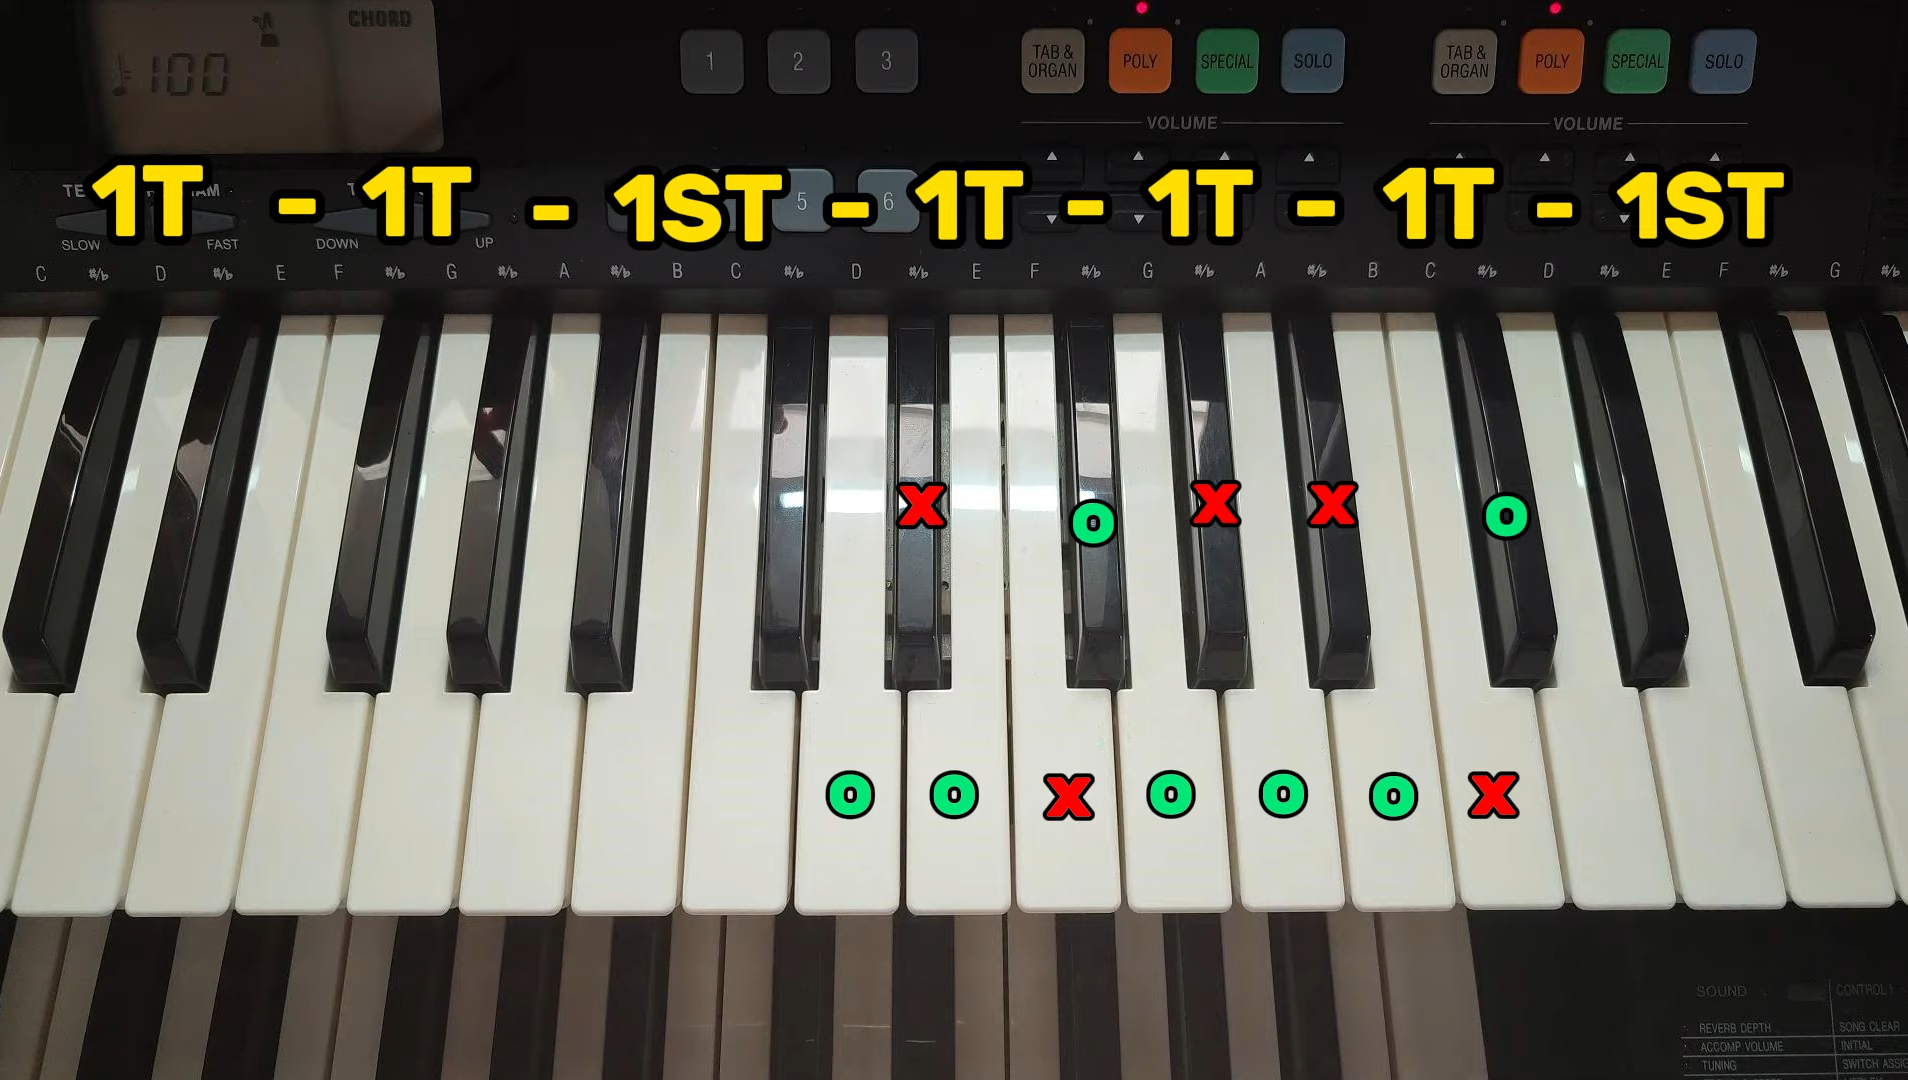 CHORD
100
1 2 3
TAB & ORGAN POLY SPECIAL SOLO
TAB & ORGAN POLY SPECIAL SOLO
VOLUME VOLUME
5 6
1T - 1T - 1ST - 1T - 1T - 1T - 1ST
SLOW FAST DOWN UP
C #/b D #/b E F #/b G #/b A #/b B C #/b D #/b E F #/b G #/b A #/b B C #/b D #/b E F #/b G #/b
X O X X O
O O X O O O X
SOUND CONTROL
REVERB DEPTH SONG CLEAR
ACCOMP VOLUME INITIAL
TUNING